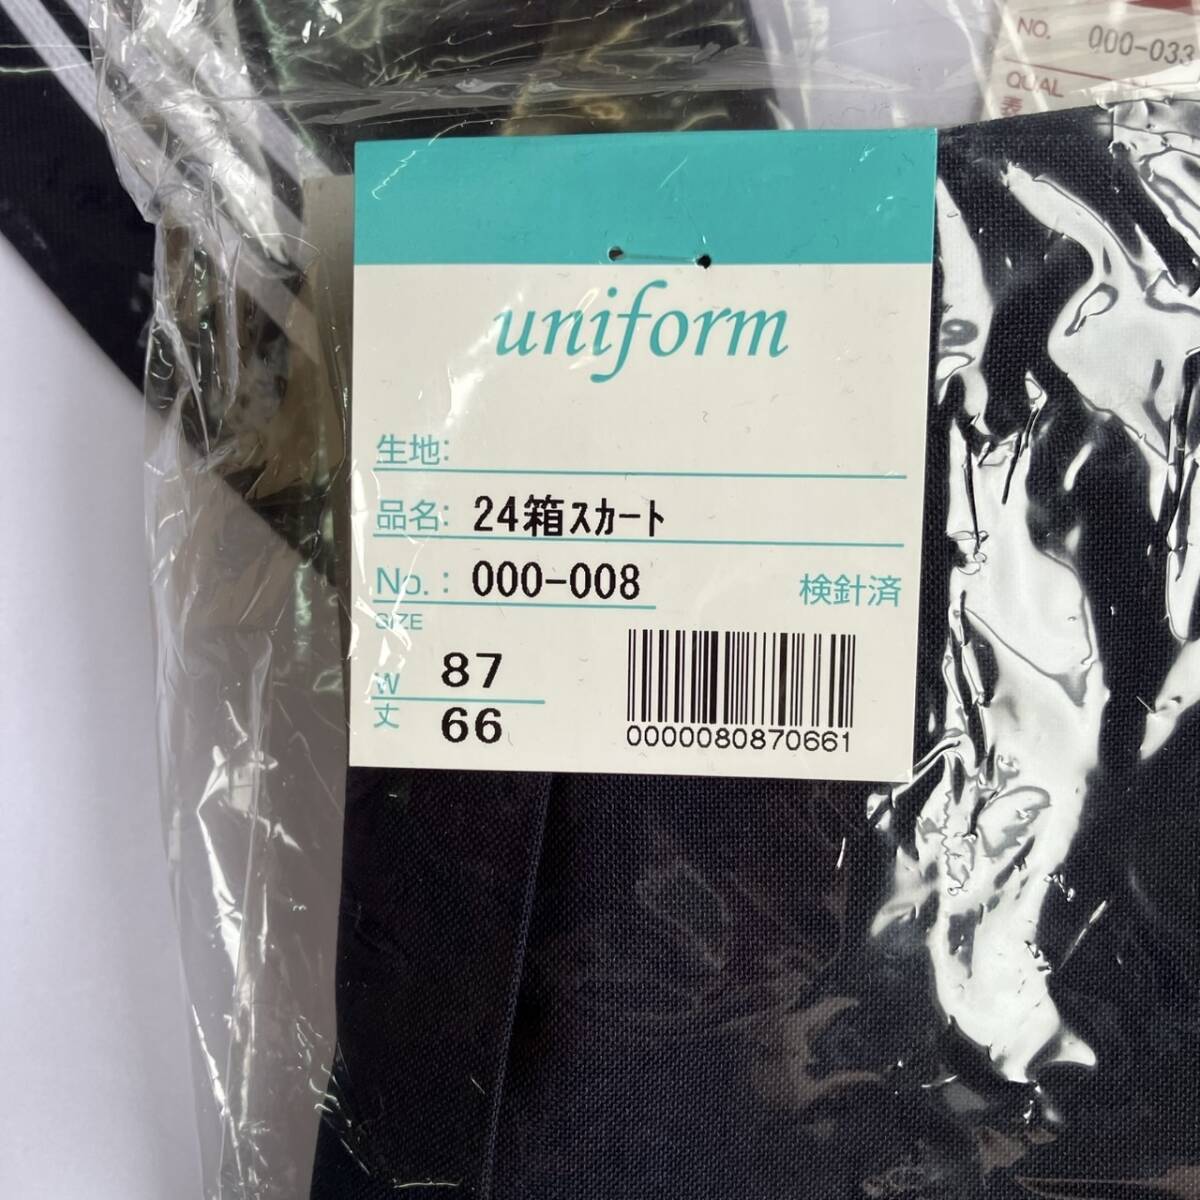 NO. 000-033
QUAL
表
uniform
生地:
品名: 24箱スカート
No. : 000-008
検針済
SIZE
W 87
丈 66
0000080870661